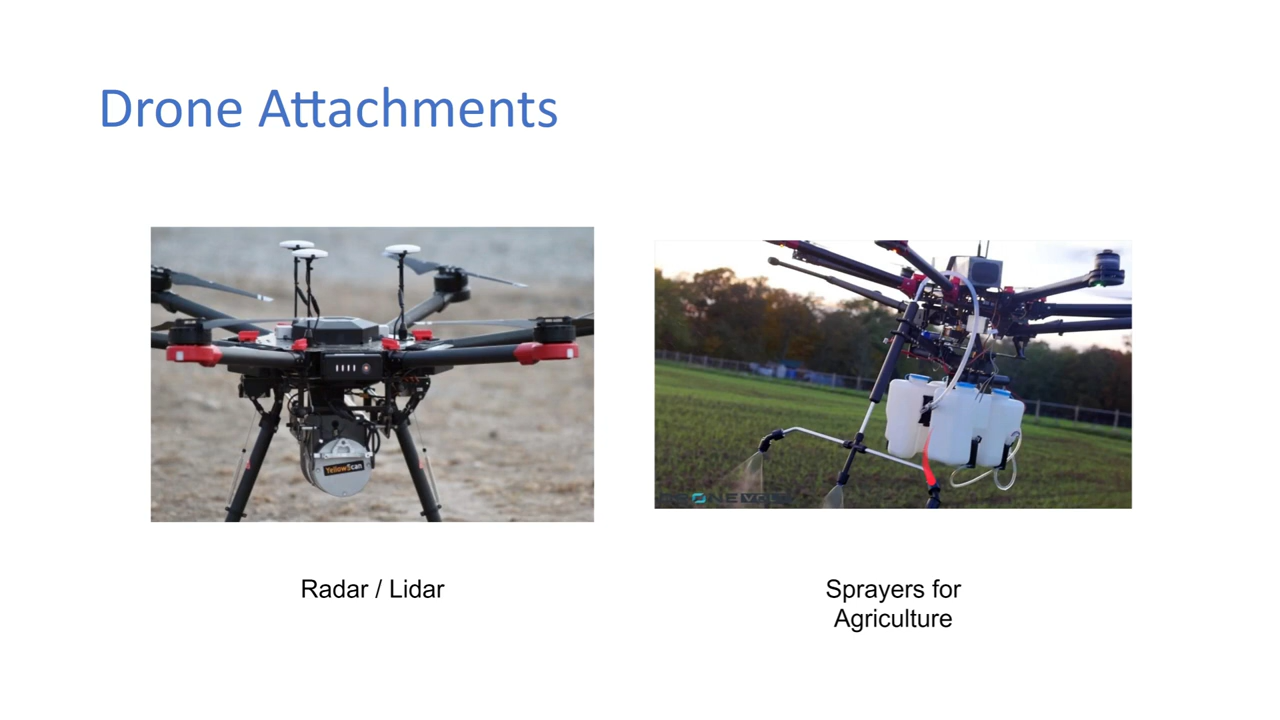 Drone Attachments
YellowScan
Radar / Lidar
Sprayers for
Agriculture